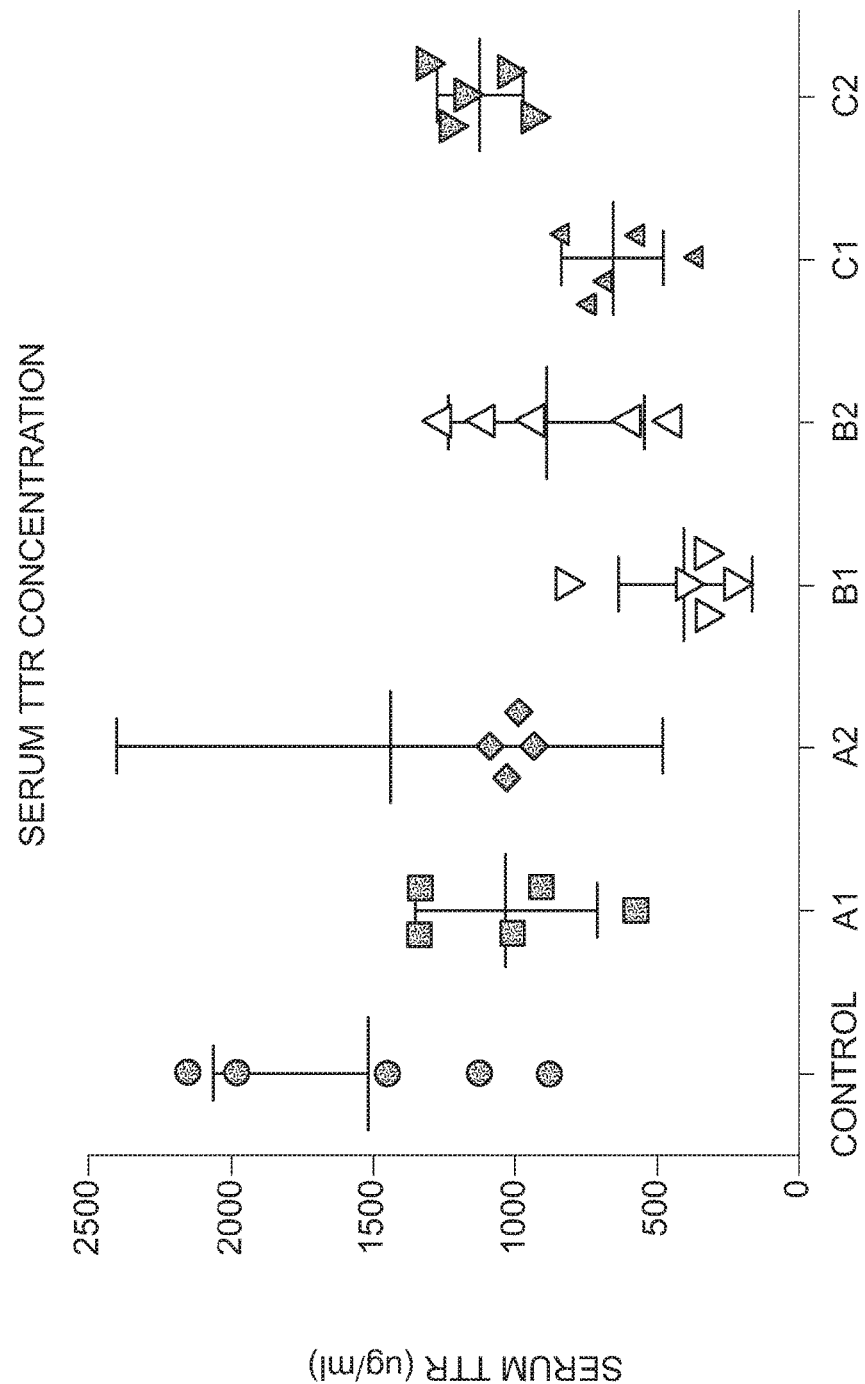 SERUM TTR CONCENTRATION
SERUM TTR (ug/ml)
2500
2000
1500
1000
500
0
CONTROL
A1
A2
B1
B2
C1
C2